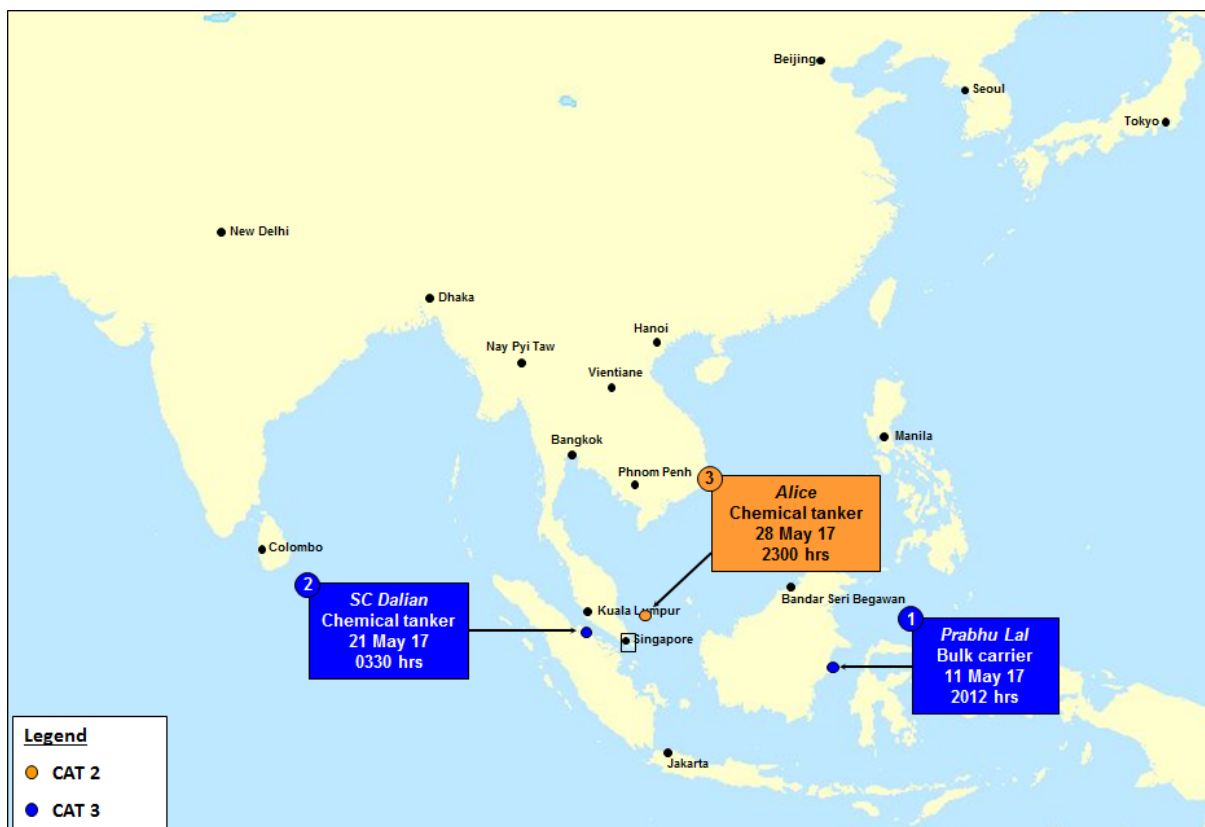 Beijing
Seoul
Tokyo
New Delhi
Dhaka
Hanoi
Nay Pyi Taw
Vientiane
Manila
Bangkok
Phnom Penh
3
Alice
Chemical tanker
28 May 17
2300 hrs
Colombo
2
SC Dalian
Chemical tanker
21 May 17
0330 hrs
Kuala Lumpur
Singapore
Bandar Seri Begawan
1
Prabhu Lal
Bulk carrier
11 May 17
2012 hrs
Jakarta
Legend
CAT 2
CAT 3